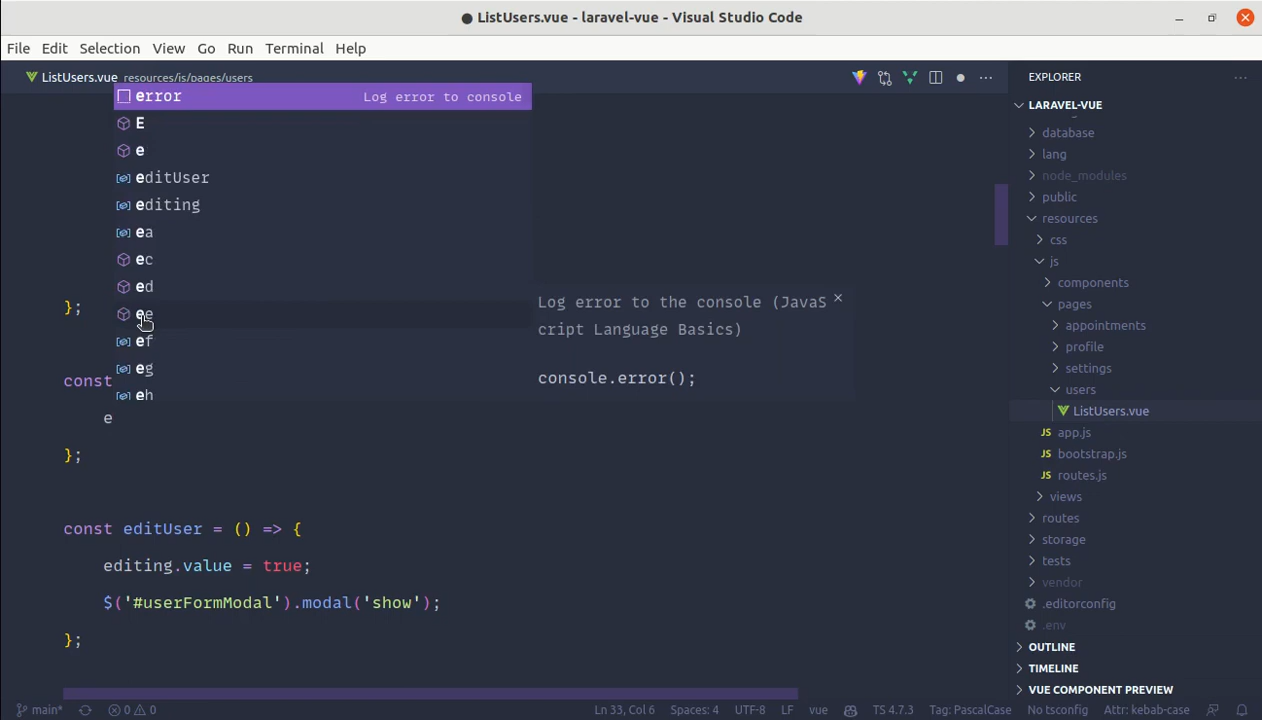 ● ListUsers.vue - laravel-vue - Visual Studio Code
File Edit Selection View Go Run Terminal Help
ListUsers.vue resources/js/pages/users
error Log error to console
E
e
editUser
editing
ea
ec
ed
ee
ef
eg
eh
Log error to the console (JavaS
cript Language Basics)
console.error();
};
const
e
};
const editUser = () => {
editing.value = true;
$('#userFormModal').modal('show');
};
EXPLORER
LARAVEL-VUE
database
lang
node_modules
public
resources
css
js
components
pages
appointments
profile
settings
users
ListUsers.vue
JS app.js
JS bootstrap.js
JS routes.js
views
routes
storage
tests
vendor
.editorconfig
.env
OUTLINE
TIMELINE
VUE COMPONENT PREVIEW
main* 0 0 Ln 33, Col 6 Spaces: 4 UTF-8 LF vue TS 4.7.3 Tag: PascalCase No tsconfig Attr: kebab-case